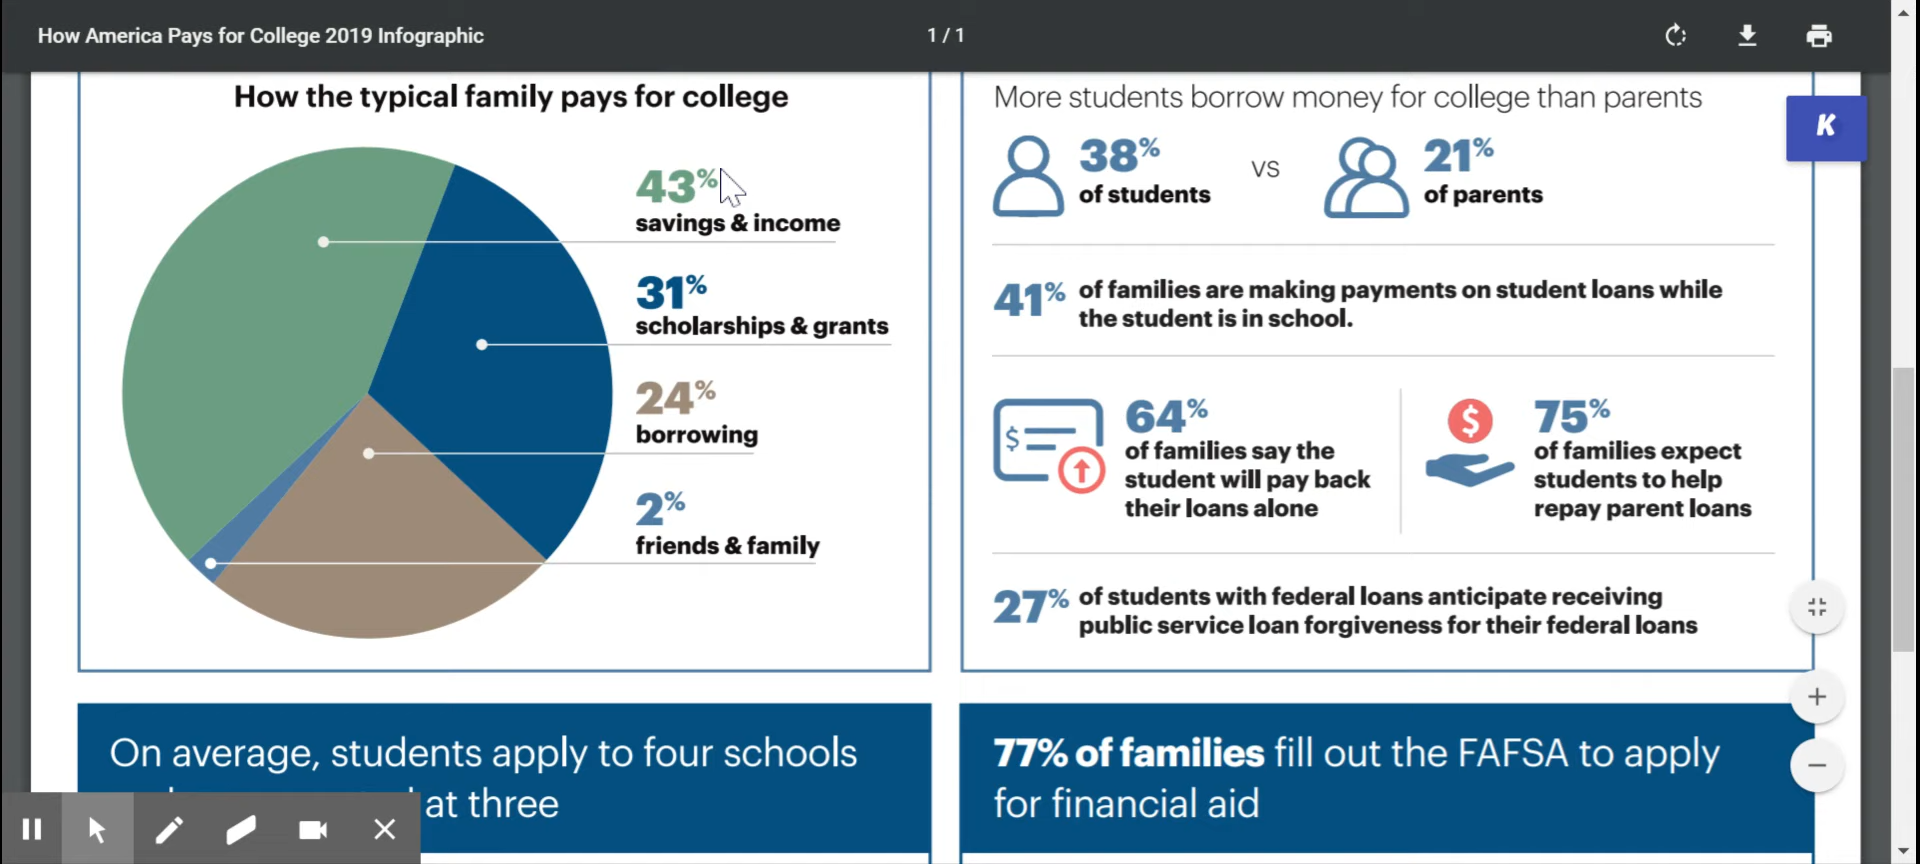 How America Pays for College 2019 Infographic
1 / 1
How the typical family pays for college
43%
savings & income
31%
scholarships & grants
24%
borrowing
2%
friends & family
More students borrow money for college than parents
38%
of students
vs
21%
of parents
41% of families are making payments on student loans while
the student is in school.
$
64%
of families say the
student will pay back
their loans alone
$
75%
of families expect
students to help
repay parent loans
27% of students with federal loans anticipate receiving
public service loan forgiveness for their federal loans
K
On average, students apply to four schools
at three
77% of families fill out the FAFSA to apply
for financial aid